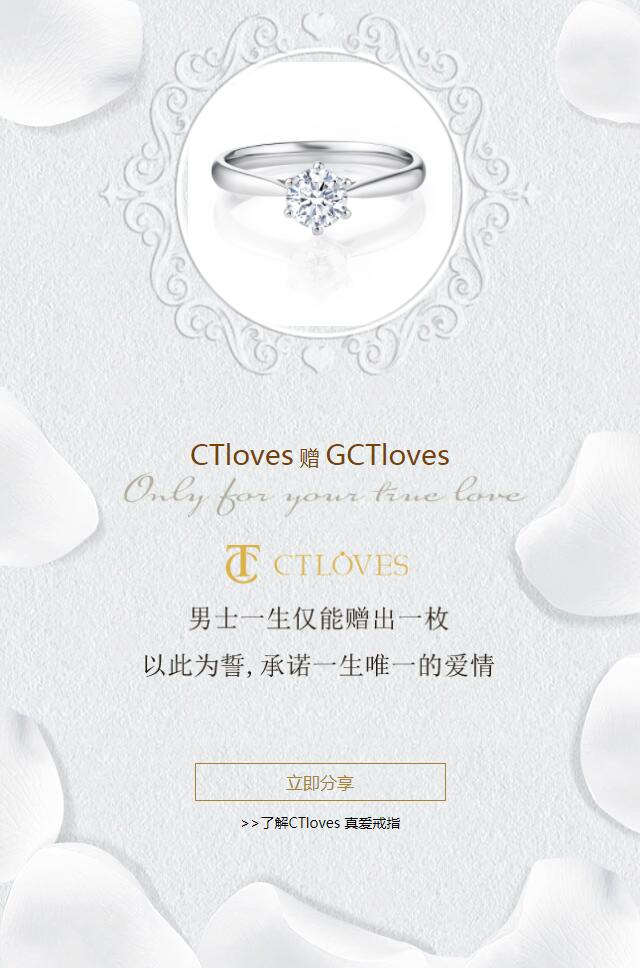 CTloves 赠 GCTloves
Only for your true love
CTLOVES
男士一生仅能赠出一枚
以此为誓,承诺一生唯一的爱情
立即分享
>>了解CTloves 真爱戒指